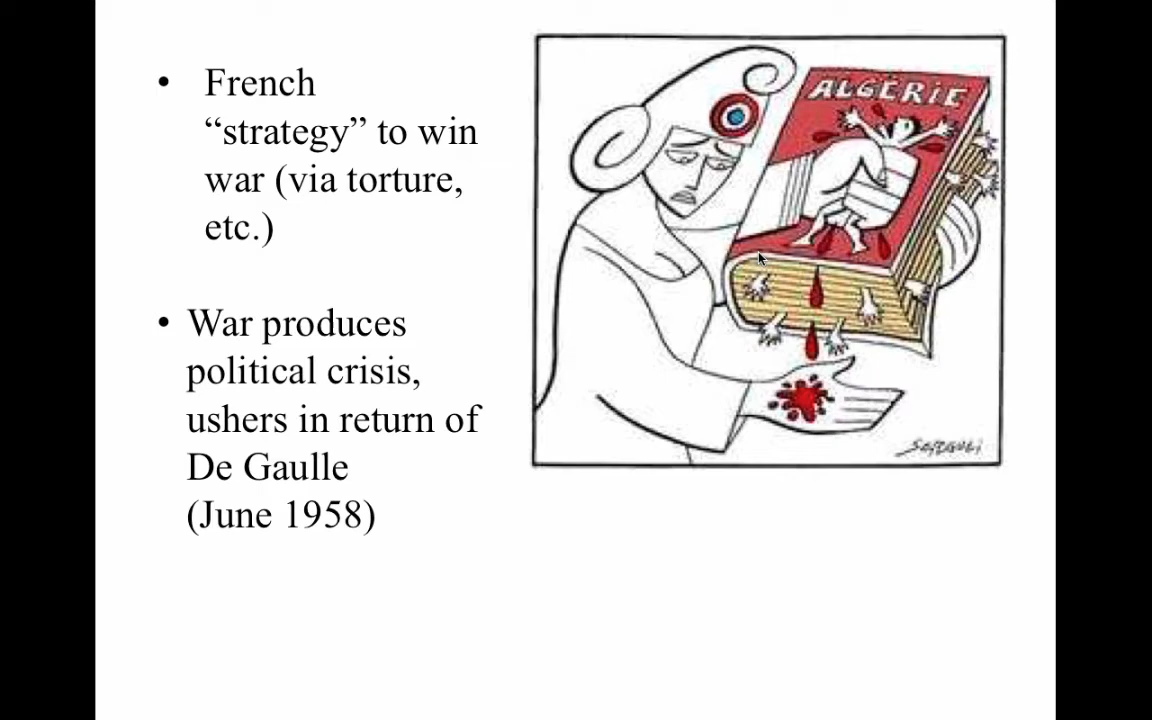 • French
“strategy” to win
war (via torture,
etc.)
• War produces
political crisis,
ushers in return of
De Gaulle
(June 1958)
ALGÉRIE